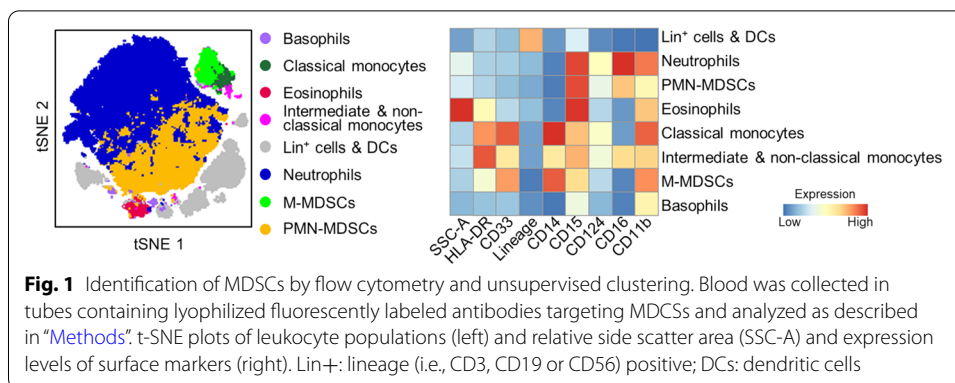 tSNE 2
tSNE 1
Basophils
Classical monocytes
Eosinophils
Intermediate & non-
classical monocytes
Lin⁺ cells & DCs
Neutrophils
M-MDSCs
PMN-MDSCs
Lin⁺ cells & DCs
Neutrophils
PMN-MDSCs
Eosinophils
Classical monocytes
Intermediate & non-classical monocytes
M-MDSCs
Basophils
SSC-A
HLA-DR
CD33
Lineage
CD14
CD15
CD124
CD16
CD11b
Expression
Low High
Fig. 1 Identification of MDSCs by flow cytometry and unsupervised clustering. Blood was collected in
tubes containing lyophilized fluorescently labeled antibodies targeting MDCSs and analyzed as described
in “Methods”. t-SNE plots of leukocyte populations (left) and relative side scatter area (SSC-A) and expression
levels of surface markers (right). Lin+: lineage (i.e., CD3, CD19 or CD56) positive; DCs: dendritic cells